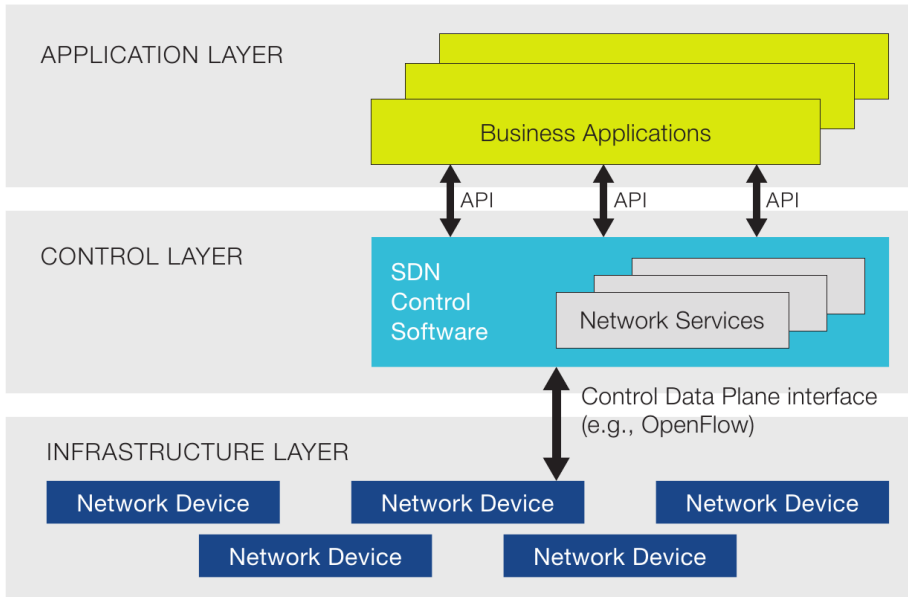 APPLICATION LAYER
Business Applications
API
API
API
CONTROL LAYER
SDN
Control
Software
Network Services
Control Data Plane interface
(e.g., OpenFlow)
INFRASTRUCTURE LAYER
Network Device
Network Device
Network Device
Network Device
Network Device